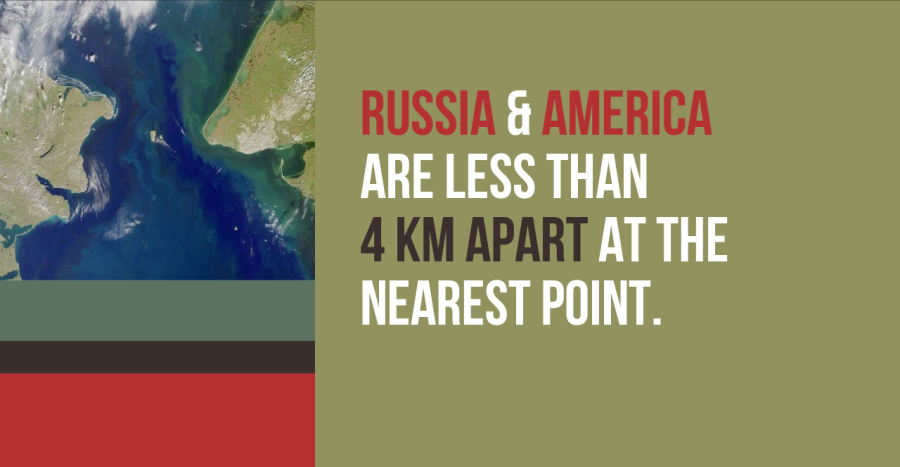 RUSSIA & AMERICA
ARE LESS THAN
4 KM APART AT THE
NEAREST POINT.